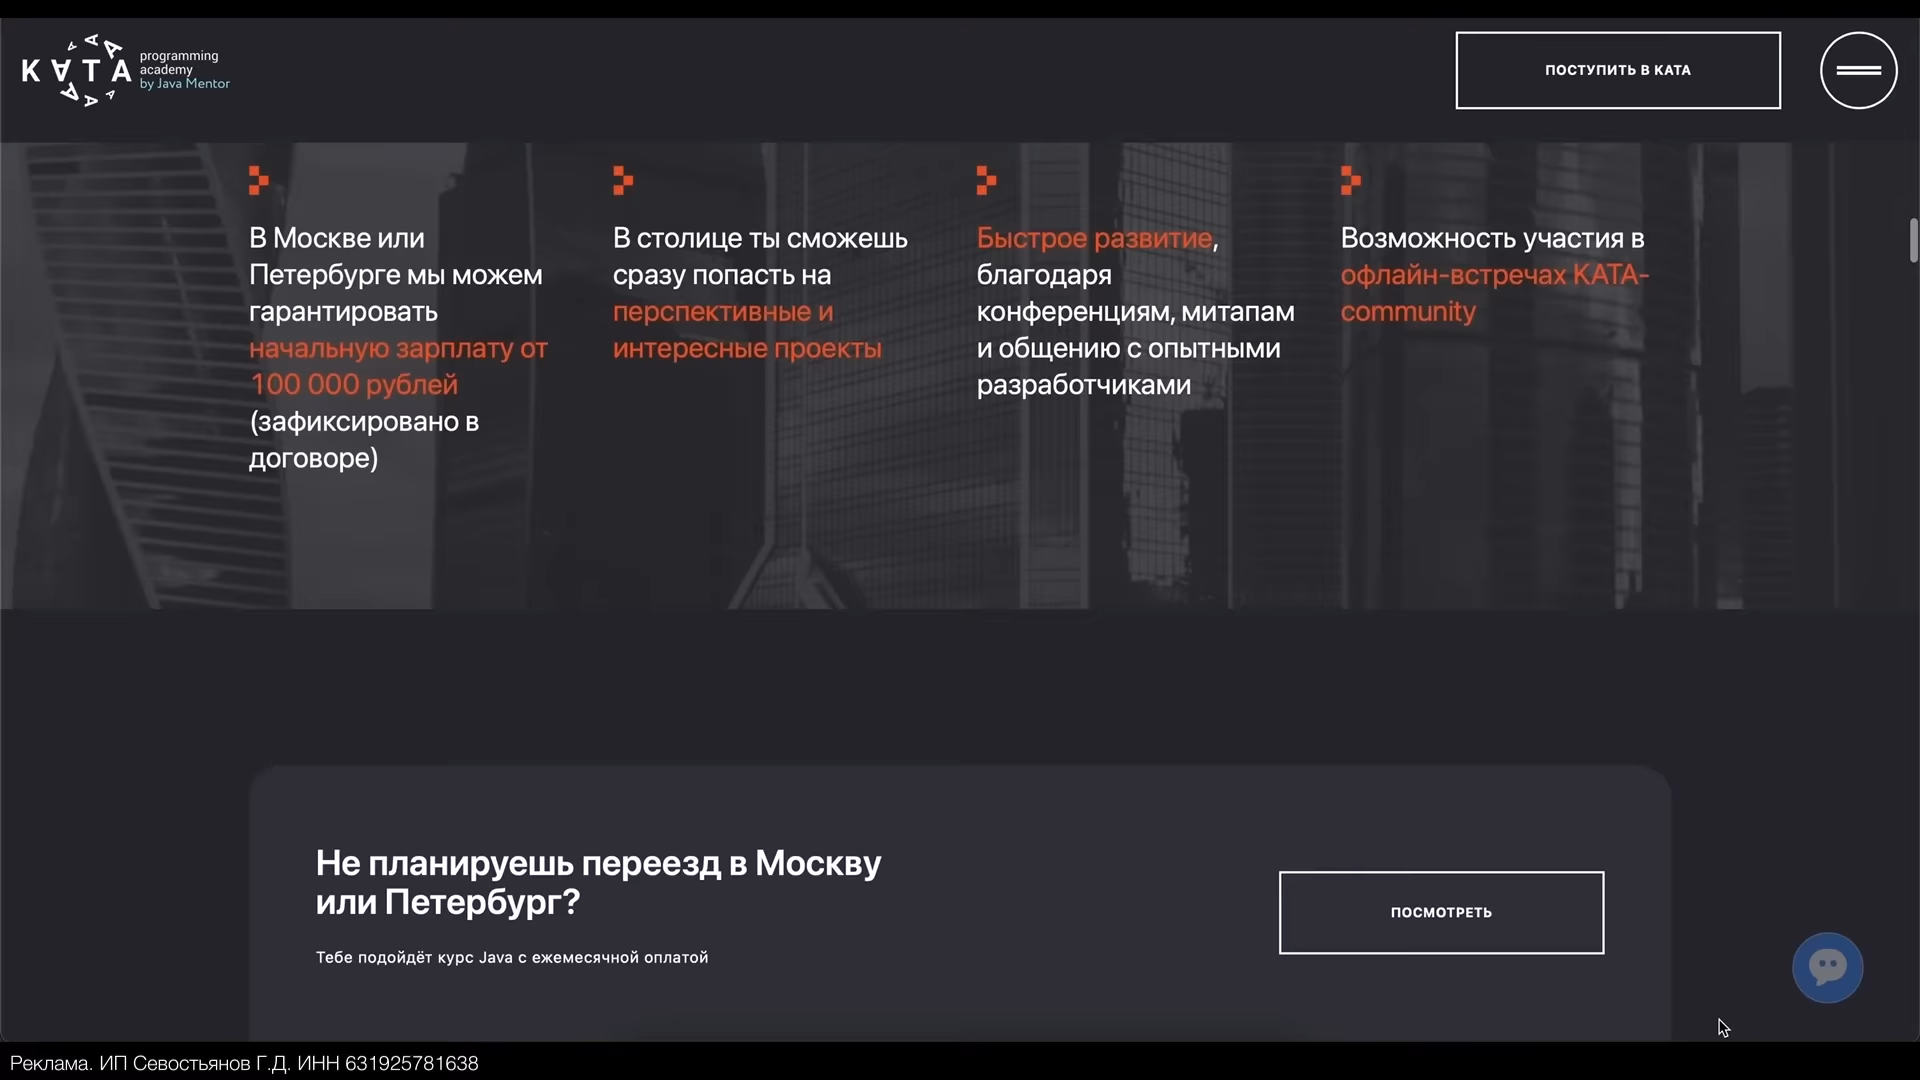 KATA
programming
academy
by Java Mentor
ПОСТУПИТЬ В КАТА
В Москве или
Петербурге мы можем
гарантировать
начальную зарплату от
100 000 рублей
(зафиксировано в
договоре)
В столице ты сможешь
сразу попасть на
перспективные и
интересные проекты
Быстрое развитие,
благодаря
конференциям, митапам
и общению с опытными
разработчиками
Возможность участия в
офлайн-встречах KATA-
community
Не планируешь переезд в Москву
или Петербург?
Тебе подойдёт курс Java с ежемесячной оплатой
ПОСМОТРЕТЬ
Реклама. ИП Севостьянов Г.Д. ИНН 631925781638